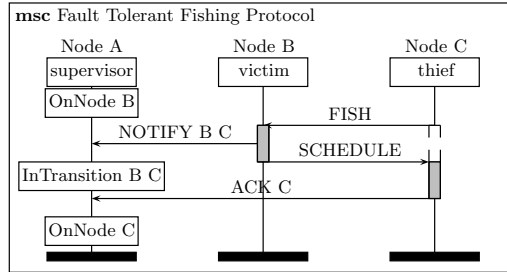 msc Fault Tolerant Fishing Protocol
Node A Node B Node C
supervisor victim thief
OnNode B
FISH
NOTIFY B C
SCHEDULE
InTransition B C
ACK C
OnNode C